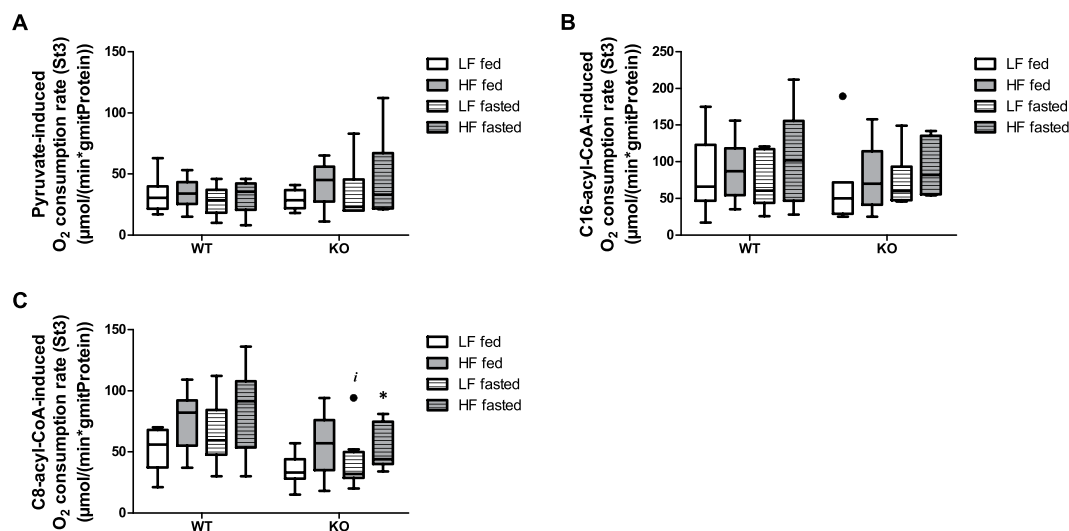 A
Pyruvate-induced
O₂ consumption rate (St3)
(µmol/(min*gmitProtein))
150
100
50
0
WT
KO
LF fed
HF fed
LF fasted
HF fasted
B
C16-acyl-CoA-induced
O₂ consumption rate (St3)
(µmol/(min*gmitProtein))
250
200
150
100
50
0
WT
KO
LF fed
HF fed
LF fasted
HF fasted
C
C8-acyl-CoA-induced
O₂ consumption rate (St3)
(µmol/(min*gmitProtein))
150
100
50
0
i
*
WT
KO
LF fed
HF fed
LF fasted
HF fasted